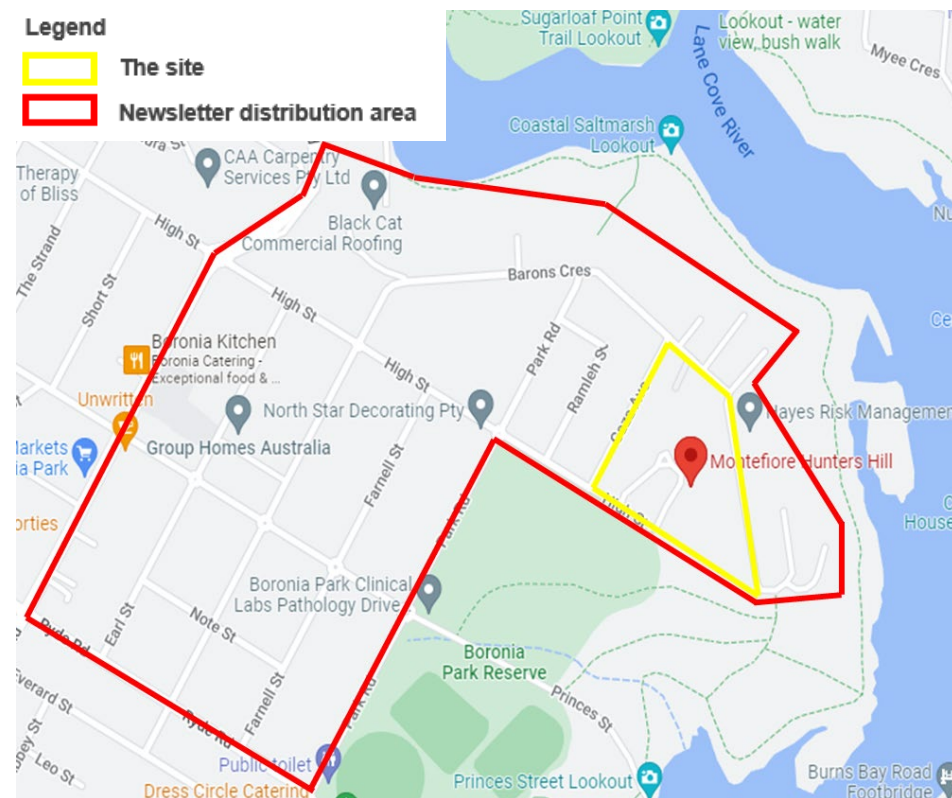 Legend
The site
Newsletter distribution area
Sugarloaf Point
Trail Lookout
Lookout - water
view, bush walk
Myee Cres
Lane Cove River
Coastal Saltmarsh
Lookout
CAA Carpentry
Services Pty Ltd
Therapy
of Bliss
Black Cat
Commercial Roofing
High St
The Strand
Short St
Barons Cres
High St
Boronia Kitchen
Boronia Catering -
Exceptional food & ...
High St
Park Rd
Ramleh St
Unwritten
North Star Decorating Pty
Hayes Risk Managemen
Markets
ia Park
Group Homes Australia
Montefiore Hunters Hill
Farnell St
High St
Park Rd
orties
House
Boronia Park Clinical
Labs Pathology Drive...
Earl St
Note St
Ryde Rd
Boronia
Park Reserve
Everard St
Farnell St
Park Rd
Princes St
Ryde Rd
Leo St
Public toilet
Dress Circle Catering
Princes Street Lookout
Burns Bay Road
Footbridge